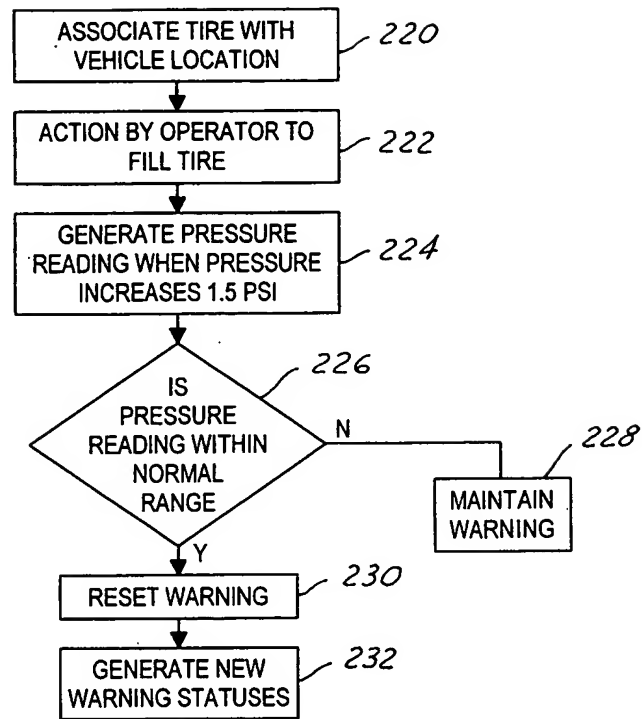 ASSOCIATE TIRE WITH
VEHICLE LOCATION
220
ACTION BY OPERATOR TO
FILL TIRE
222
GENERATE PRESSURE
READING WHEN PRESSURE
INCREASES 1.5 PSI
224
226
IS
PRESSURE
READING WITHIN
NORMAL
RANGE
N
228
MAINTAIN
WARNING
Y
230
RESET WARNING
232
GENERATE NEW
WARNING STATUSES